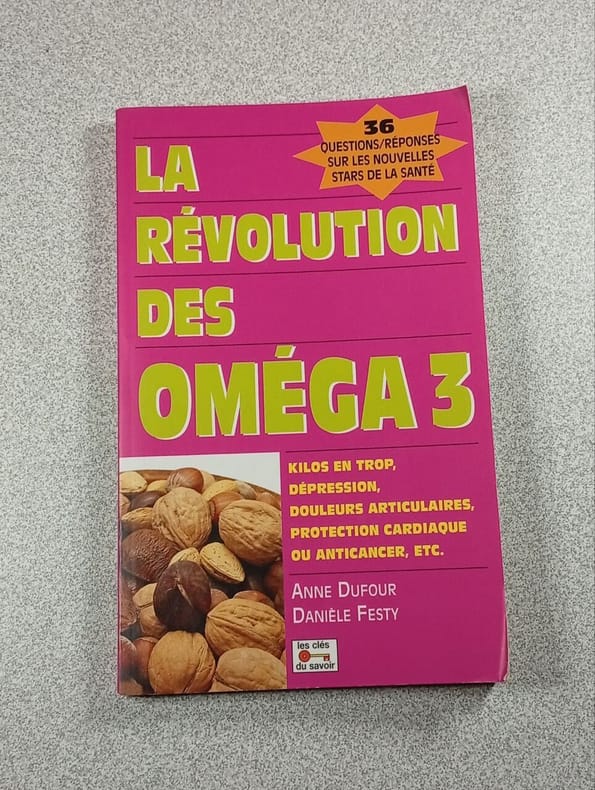 36
QUESTIONS/RÉPONSES
SUR LES NOUVELLES
STARS DE LA SANTÉ
LA
RÉVOLUTION
DES
OMÉGA 3
KILOS EN TROP,
DÉPRESSION,
DOULEURS ARTICULAIRES,
PROTECTION CARDIAQUE
OU ANTICANCER, ETC.
ANNE DUFOUR
DANIÈLE FESTY
les clés
du savoir